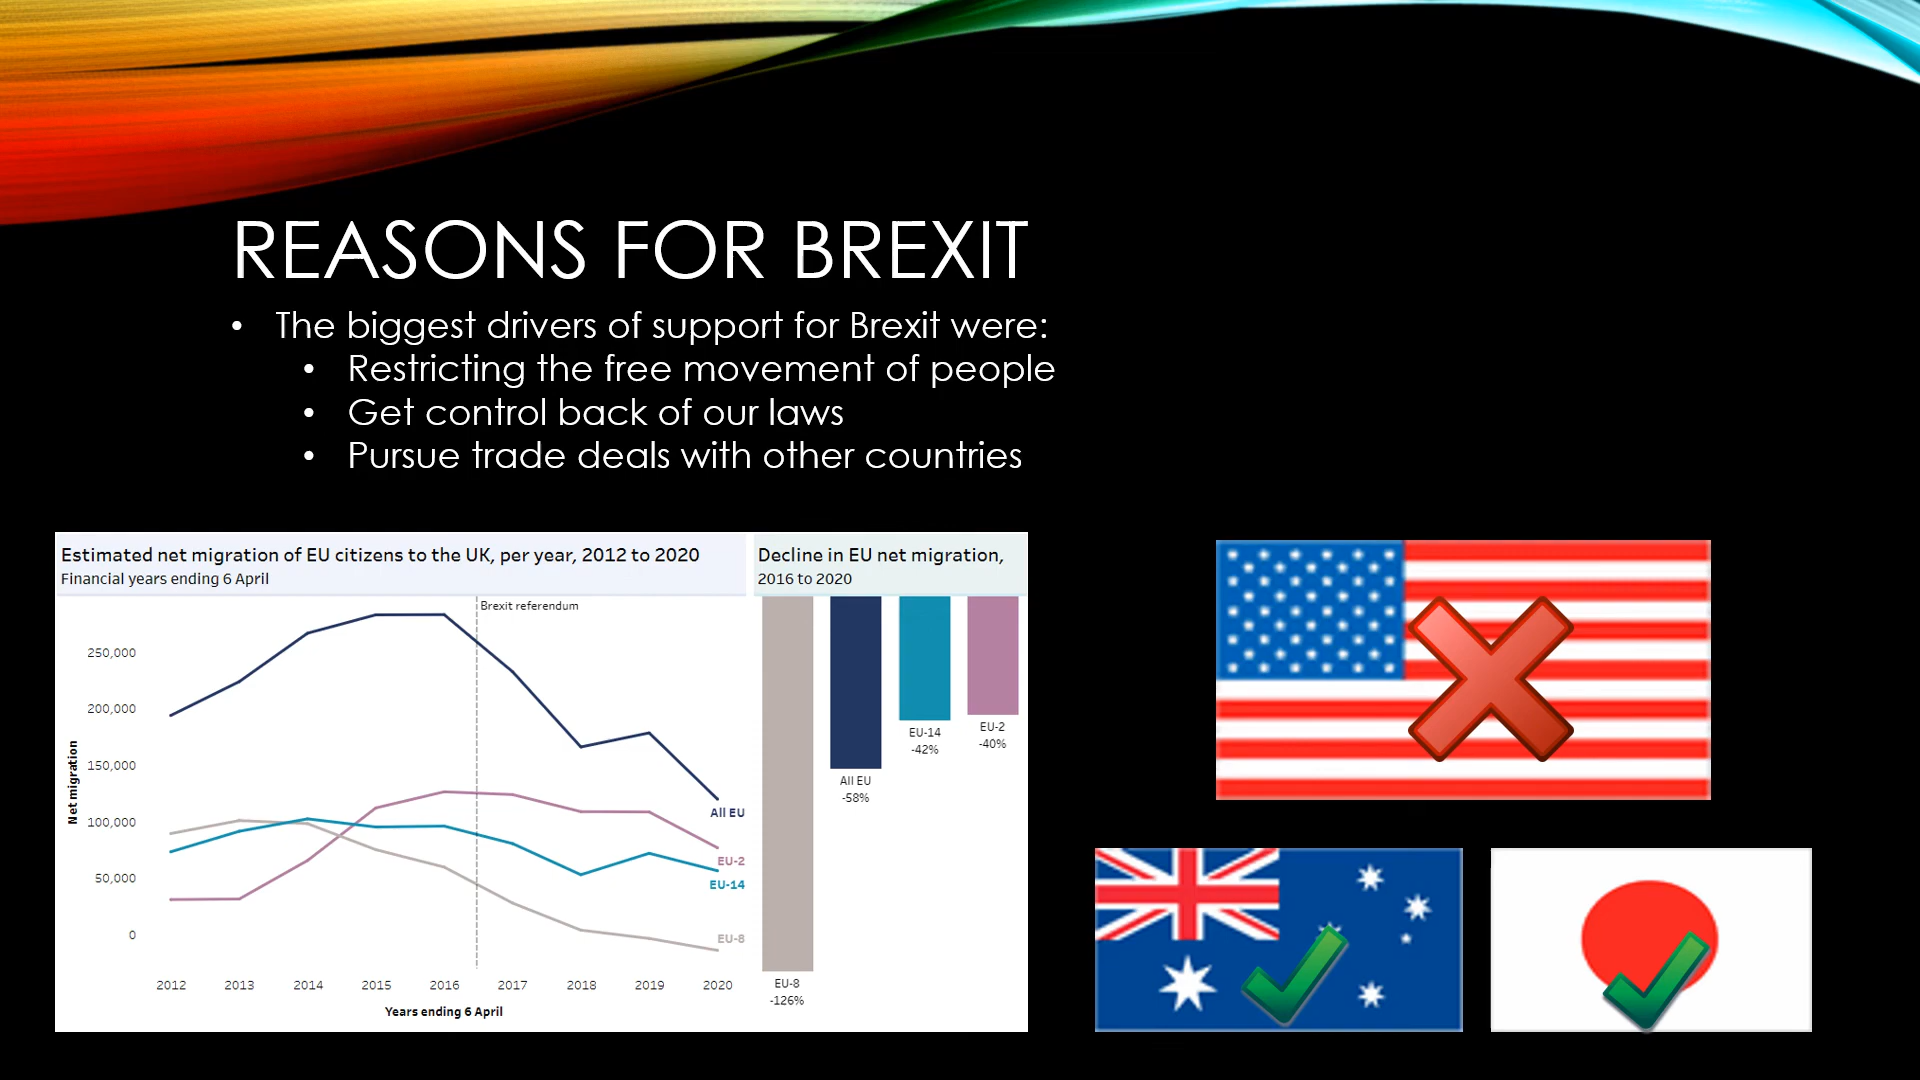 REASONS FOR BREXIT
• The biggest drivers of support for Brexit were:
• Restricting the free movement of people
• Get control back of our laws
• Pursue trade deals with other countries
Estimated net migration of EU citizens to the UK, per year, 2012 to 2020
Financial years ending 6 April
Brexit referendum
Net migration
250,000
200,000
150,000
100,000
50,000
0
All EU
EU-2
EU-14
EU-8
2012 2013 2014 2015 2016 2017 2018 2019 2020
Years ending 6 April
Decline in EU net migration,
2016 to 2020
EU-8
-126%
All EU
-58%
EU-14
-42%
EU-2
-40%